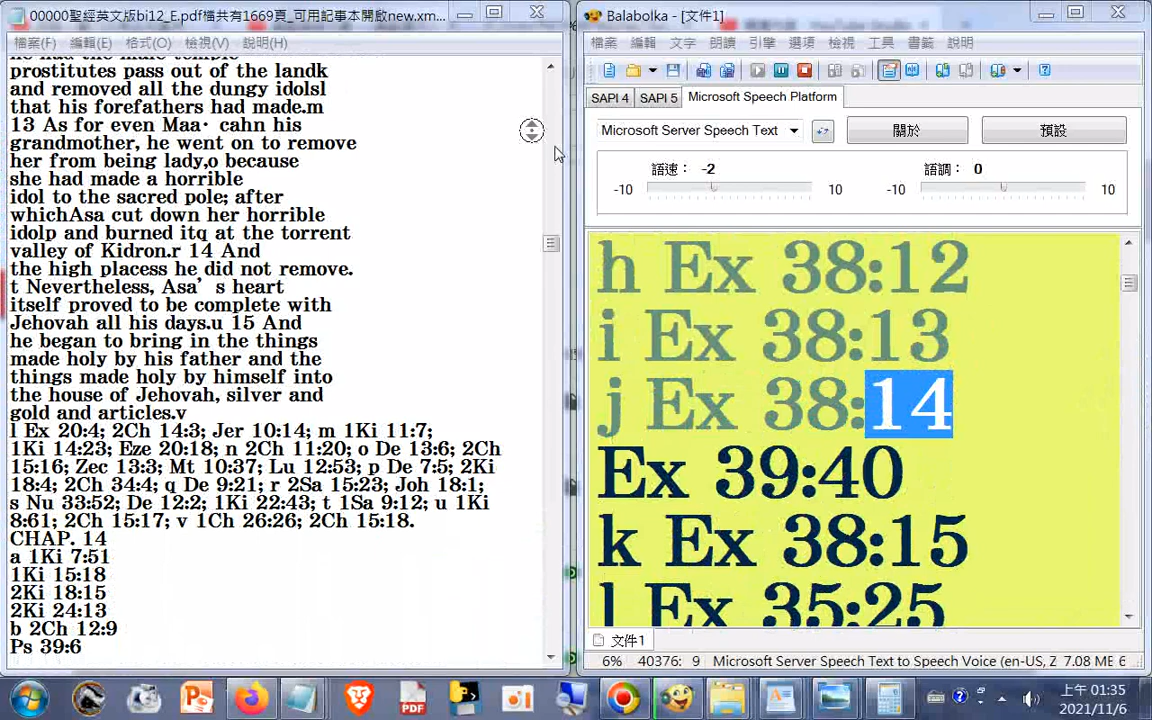 00000聖經英文版bi12_E.pdf檔共有1669頁_可用記事本開啟new.xm...
檔案(F) 編輯(E) 格式(O) 檢視(V) 說明(H)
prostitutes pass out of the landk
and removed all the dungy idolsl
that his forefathers had made.m
13 As for even Maa· cahn his
grandmother, he went on to remove
her from being lady,o because
she had made a horrible
idol to the sacred pole; after
whichAsa cut down her horrible
idolp and burned itq at the torrent
valley of Kidron.r 14 And
the high placess he did not remove.
t Nevertheless, Asa’s heart
itself proved to be complete with
Jehovah all his days.u 15 And
he began to bring in the things
made holy by his father and the
things made holy by himself into
the house of Jehovah, silver and
gold and articles.v
l Ex 20:4; 2Ch 14:3; Jer 10:14; m 1Ki 11:7;
1Ki 14:23; Eze 20:18; n 2Ch 11:20; o De 13:6; 2Ch
15:16; Zec 13:3; Mt 10:37; Lu 12:53; p De 7:5; 2Ki
18:4; 2Ch 34:4; q De 9:21; r 2Sa 15:23; Joh 18:1;
s Nu 33:52; De 12:2; 1Ki 22:43; t 1Sa 9:12; u 1Ki
8:61; 2Ch 15:17; v 1Ch 26:26; 2Ch 15:18.
CHAP. 14
a 1Ki 7:51
1Ki 15:18
2Ki 18:15
2Ki 24:13
b 2Ch 12:9
Ps 39:6
Balabolka - [文件1]
檔案 編輯 文字 朗讀 引擎 選項 檢視 工具 書籤 說明
SAPI 4 SAPI 5 Microsoft Speech Platform
Microsoft Server Speech Text 關於 預設
語速: -2 語調: 0
-10 10 -10 10
h Ex 38:12
i Ex 38:13
j Ex 38:14
Ex 39:40
k Ex 38:15
l Ex 35:25
文件1
6% 40376: 9 Microsoft Server Speech Text to Speech Voice (en-US, Z 7.08 MB 6
上午 01:35
2021/11/6